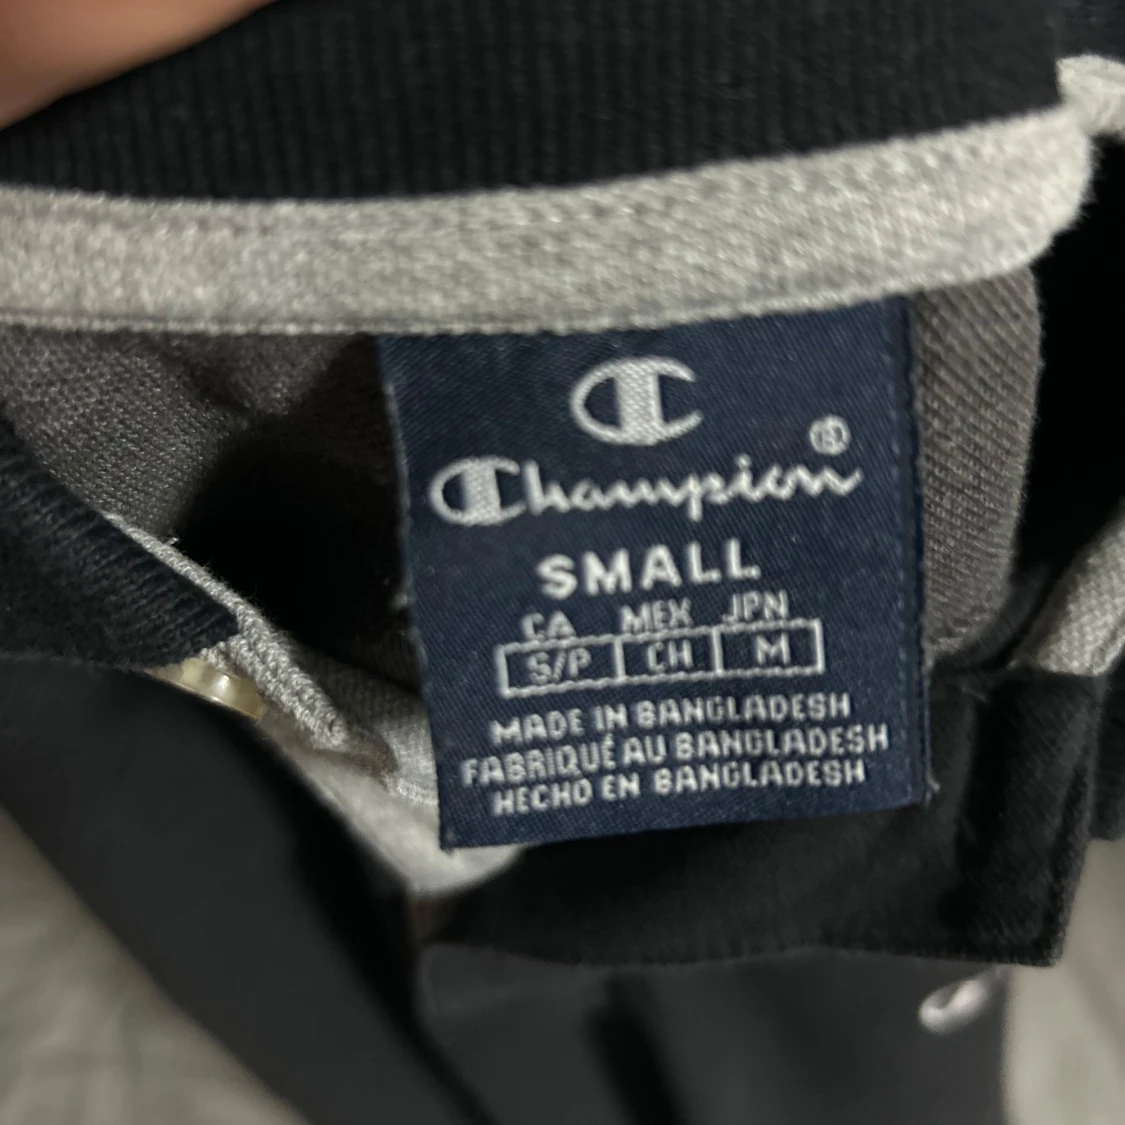 Champion®
SMALL
CA MEX JPN
S/P CH M
MADE IN BANGLADESH
FABRIQUÉ AU BANGLADESH
HECHO EN BANGLADESH